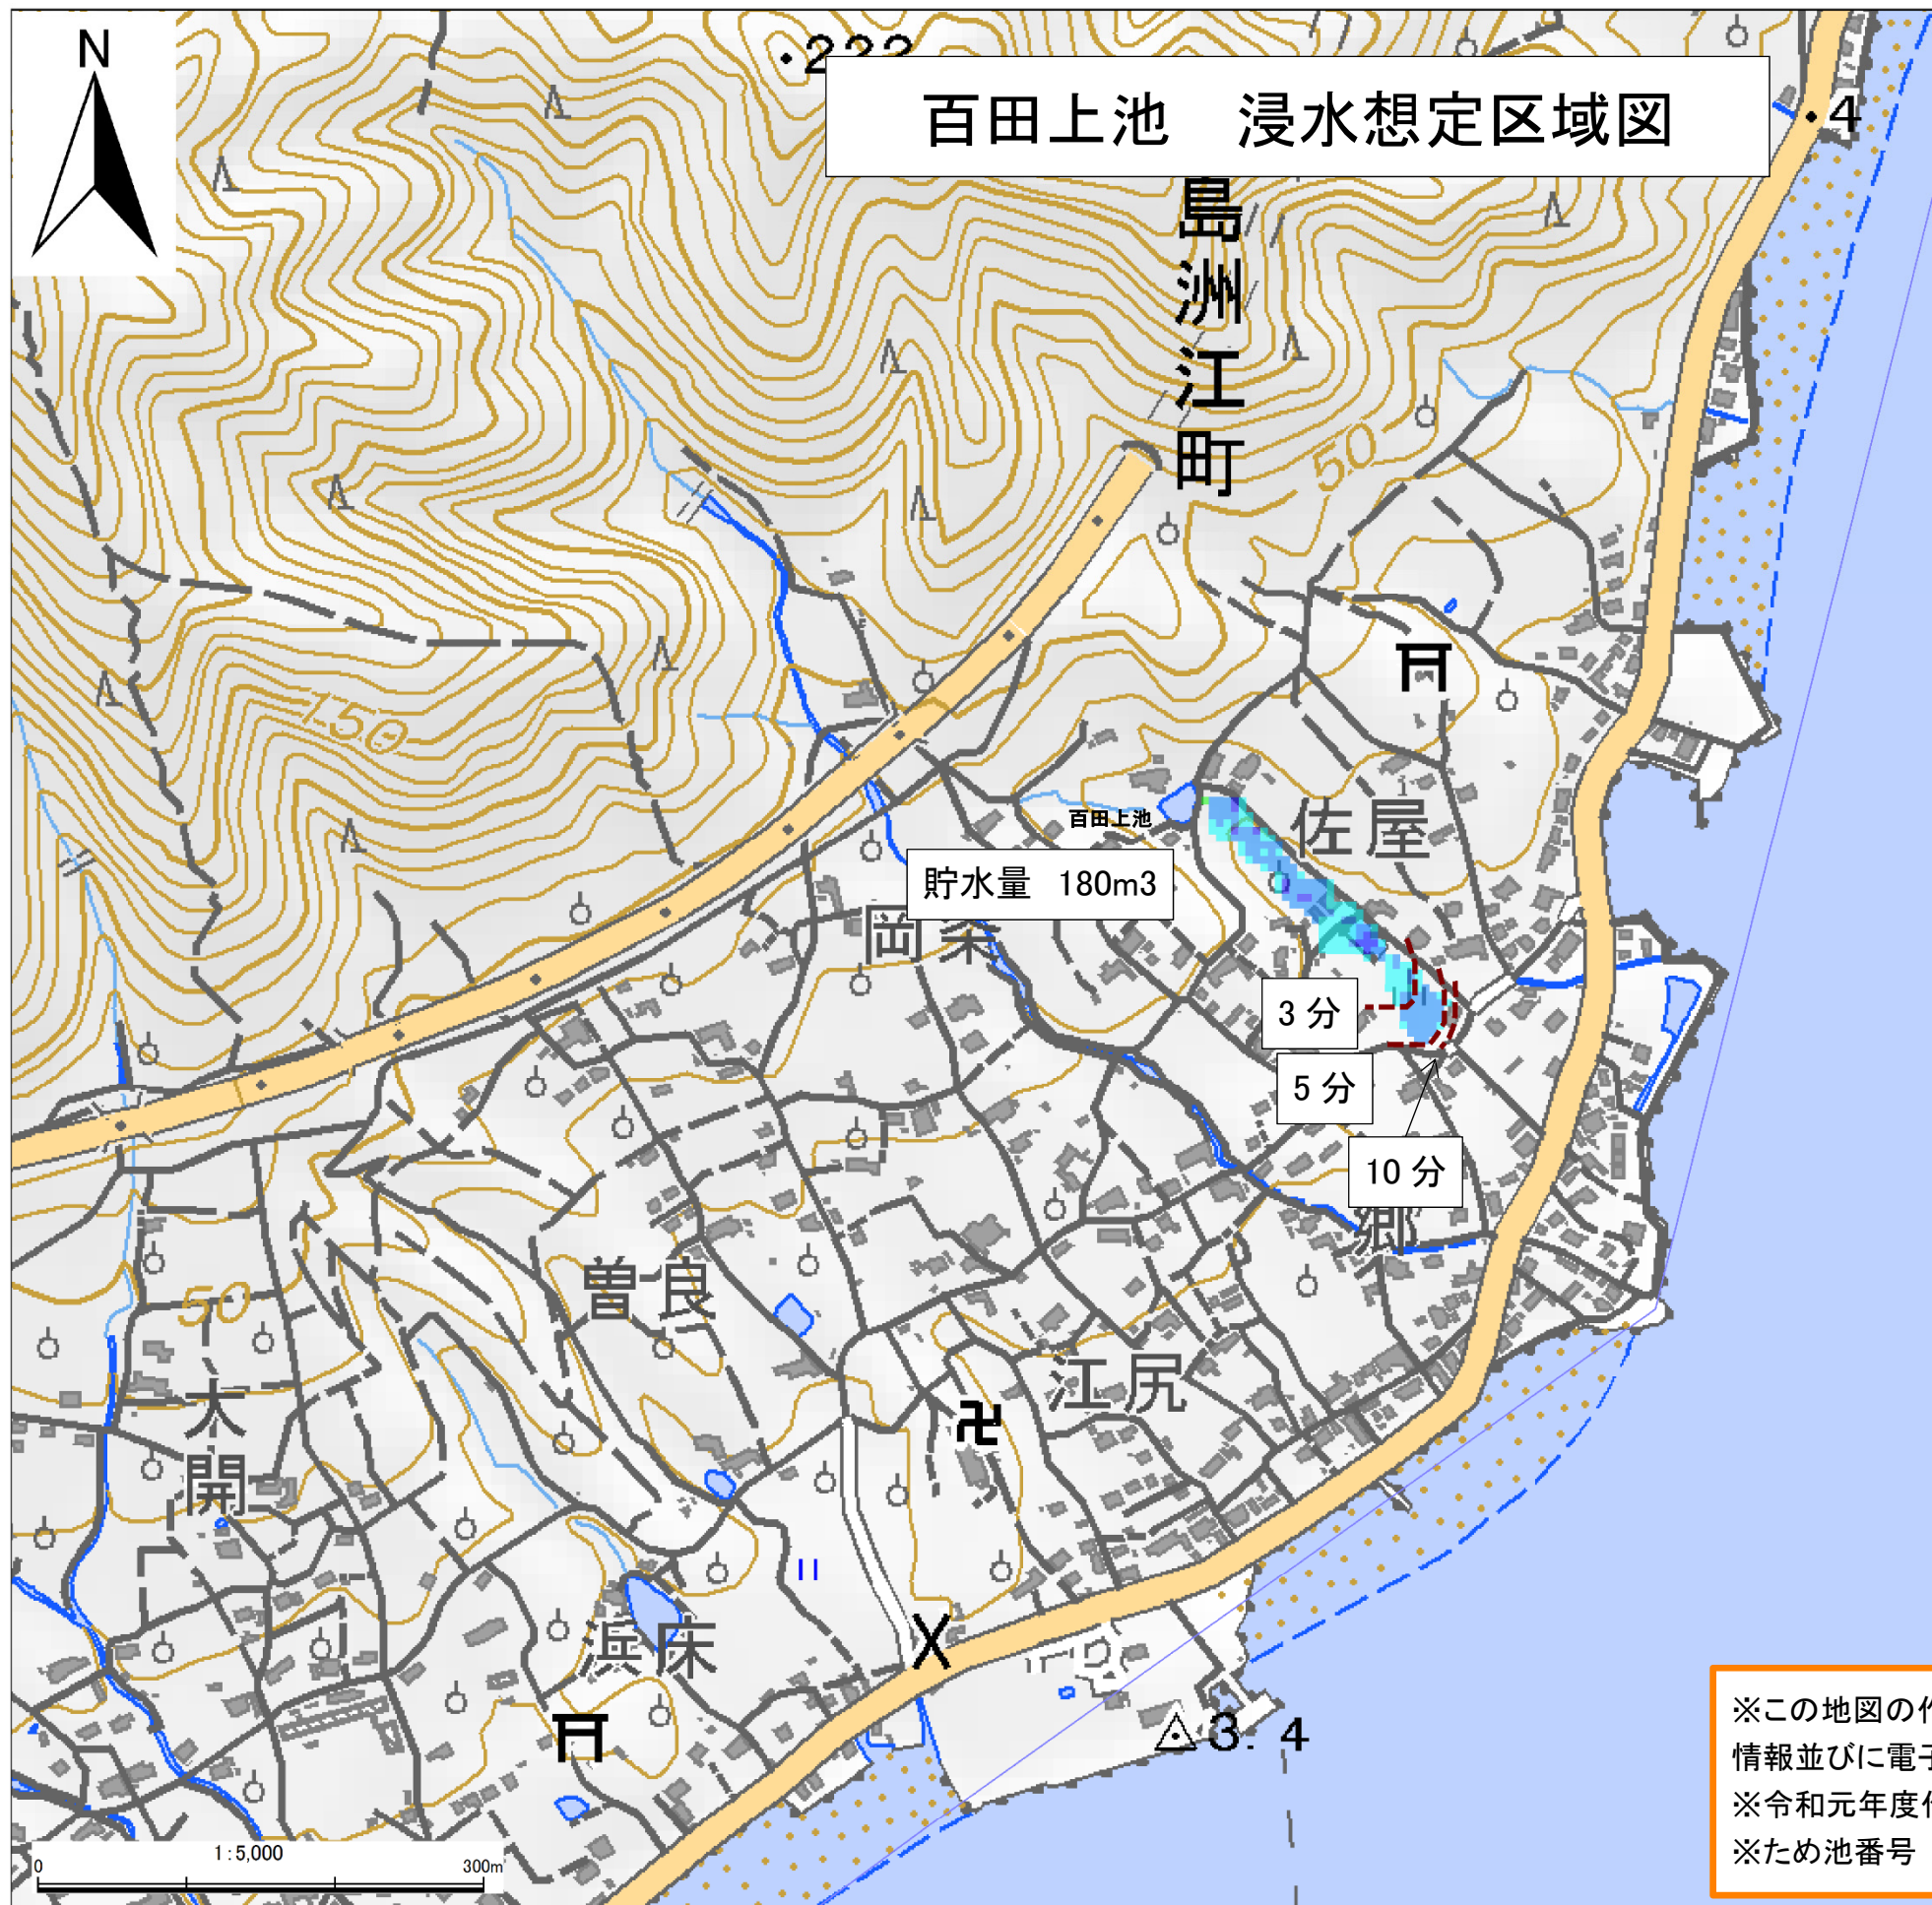 N
222
百田上池　浸水想定区域図
4
島洲江町
50
150
百田上池
佐屋
貯水量　180m3
岡条
3 分
5 分
10 分
郷
曽良
50
江尻
大開
浜床
3.4
※この地図の
情報並びに電子
※令和元年度
※ため池番号
1:5,000
0
300m